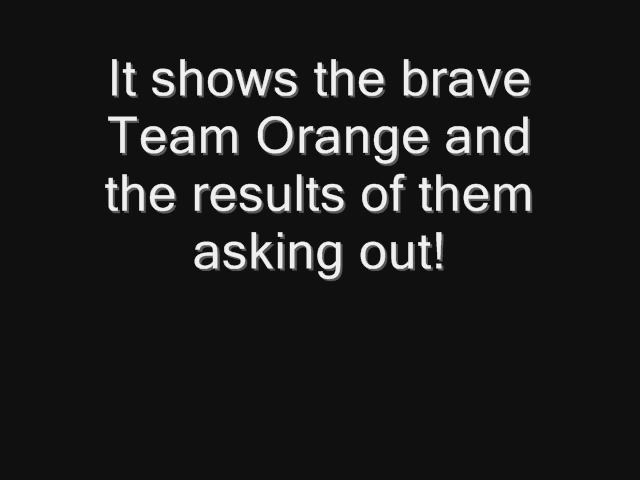 It shows the brave
Team Orange and
the results of them
asking out!